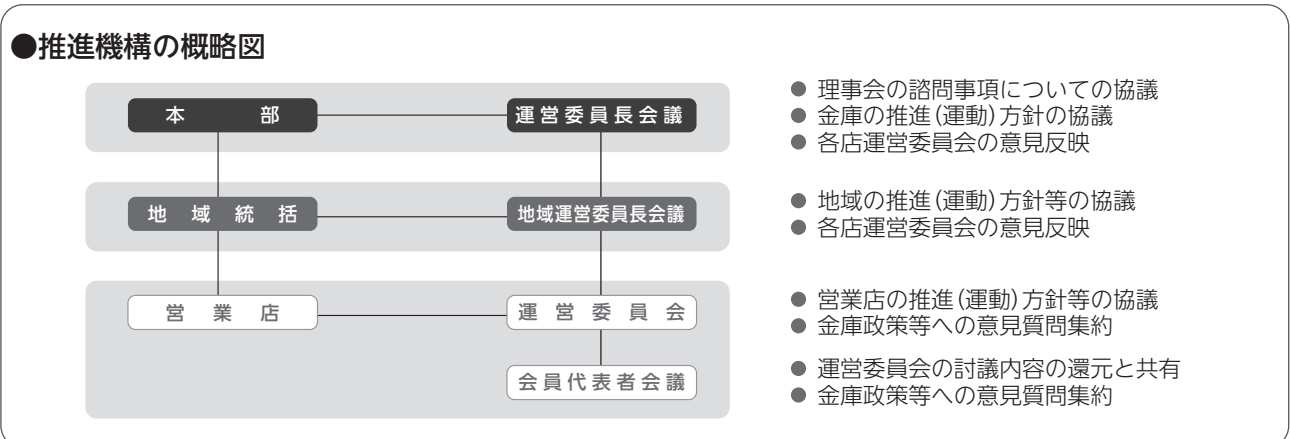 ●推進機構の概略図
本部
運営委員長会議
● 理事会の諮問事項についての協議
● 金庫の推進(運動)方針の協議
● 各店運営委員会の意見反映
地域統括
地域運営委員長会議
● 地域の推進(運動)方針等の協議
● 各店運営委員会の意見反映
営業店
運営委員会
● 営業店の推進(運動)方針等の協議
● 金庫政策等への意見質問集約
会員代表者会議
● 運営委員会の討議内容の還元と共有
● 金庫政策等への意見質問集約